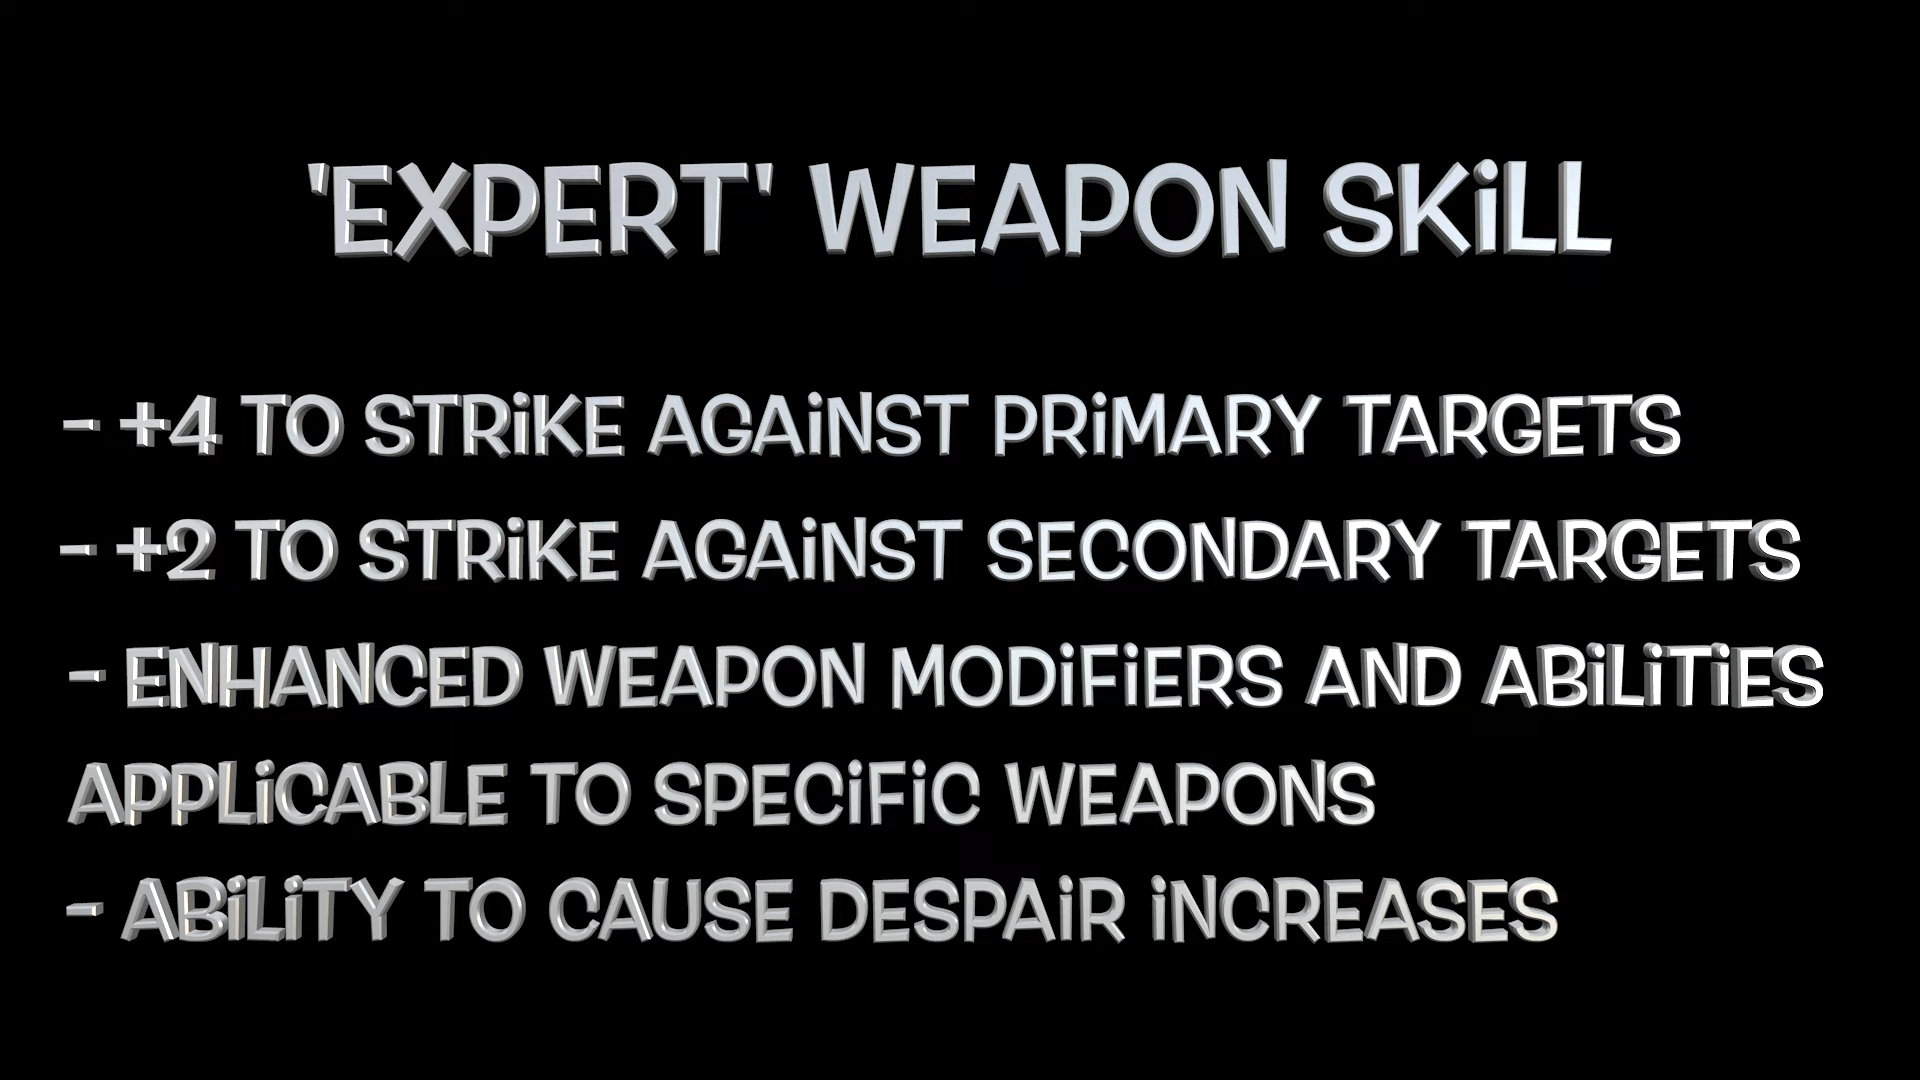 'EXPERT' WEAPON SKiLL
- +4 TO STRiKE AGAiNST PRiMARY TARGETS
- +2 TO STRiKE AGAiNST SECONDARY TARGETS
- ENHANCED WEAPON MODiFiERS AND ABiLiTiES
APPLiCABLE TO SPECiFiC WEAPONS
- ABiLiTY TO CAUSE DESPAiR iNCREASES